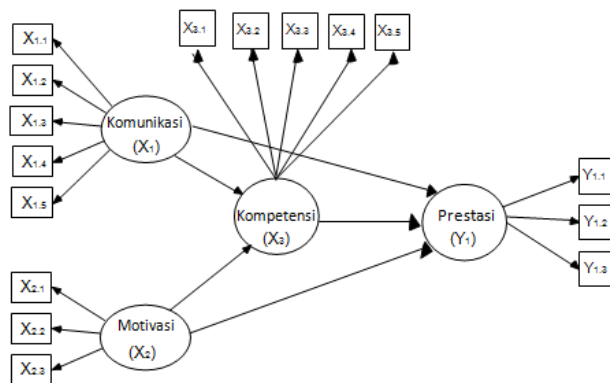 X1.1
X1.2
X1.3
X1.4
X1.5
X3.1 X3.2 X3.3 X3.4 X3.5
Komunikasi
(X1)
Kompetensi
(X3)
Prestasi
(Y1)
Y1.1
Y1.2
Y1.3
X2.1
X2.2
X2.3
Motivasi
(X2)